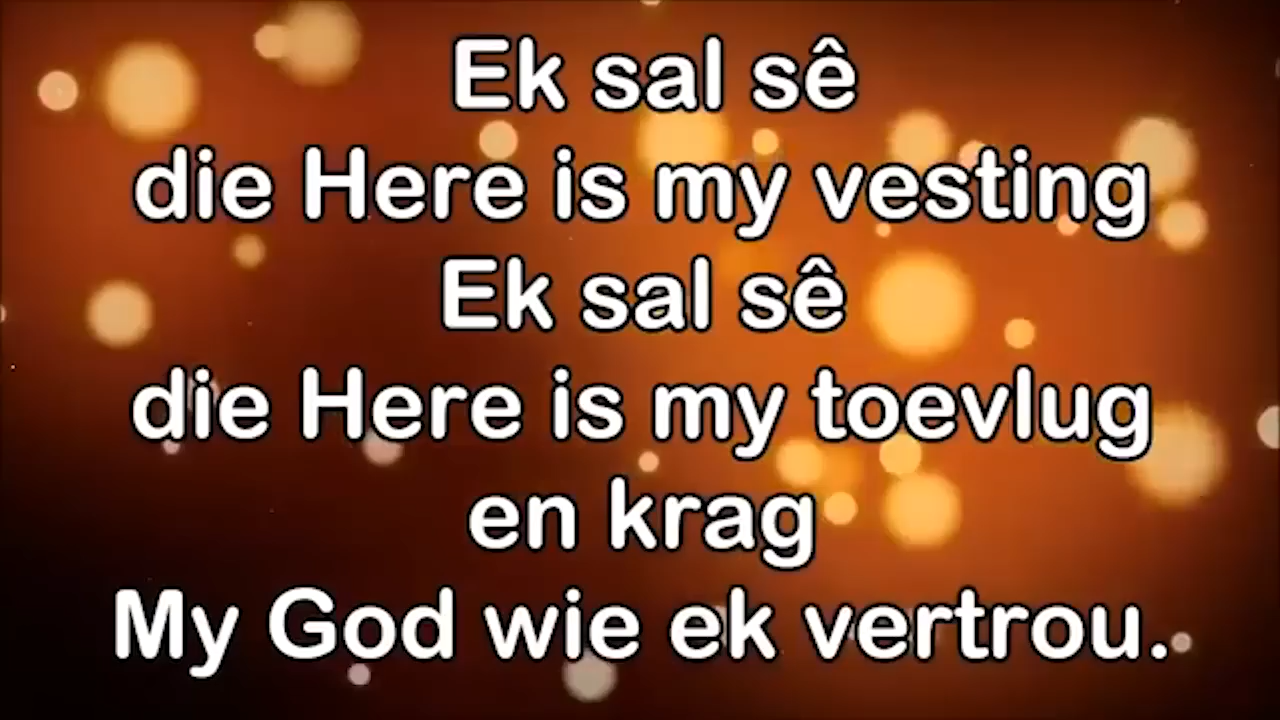 Ek sal sê
die Here is my vesting
Ek sal sê
die Here is my toevlug
en krag
My God wie ek vertrou.